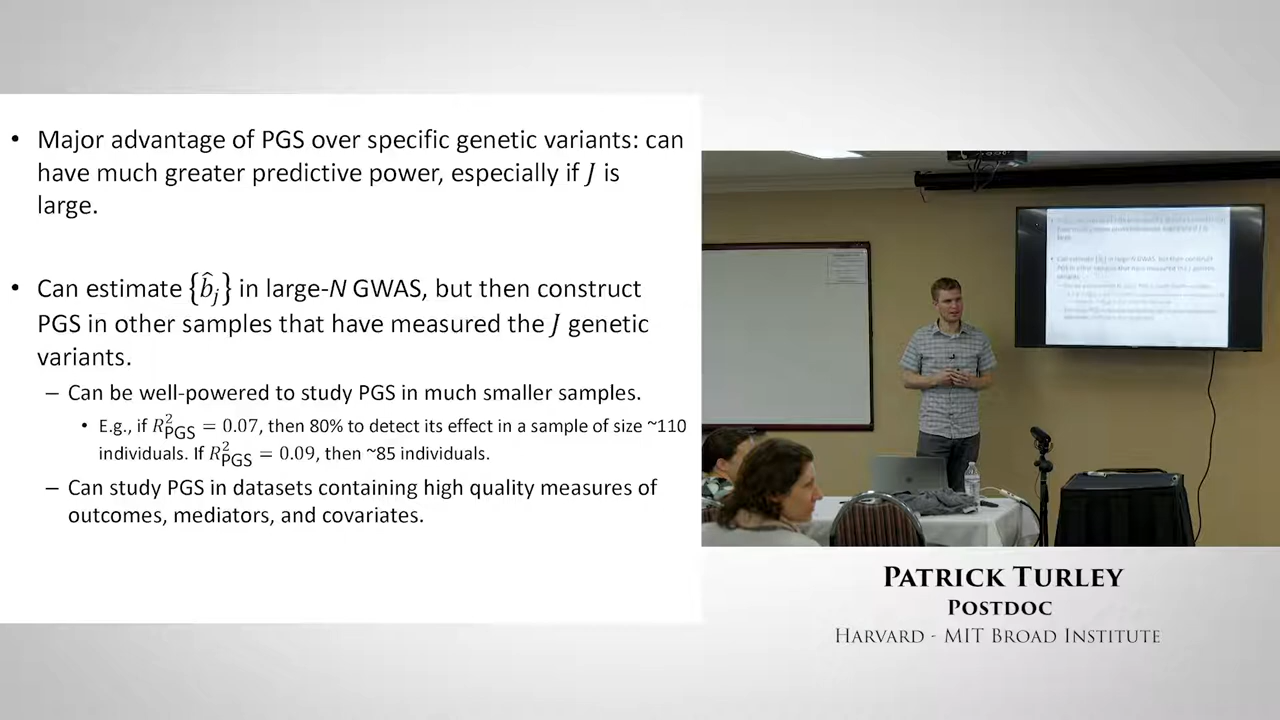 • Major advantage of PGS over specific genetic variants: can
have much greater predictive power, especially if J is
large.
• Can estimate {b̂ⱼ} in large-N GWAS, but then construct
PGS in other samples that have measured the J genetic
variants.
– Can be well-powered to study PGS in much smaller samples.
• E.g., if R²_PGS = 0.07, then 80% to detect its effect in a sample of size ~110
individuals. If R²_PGS = 0.09, then ~85 individuals.
– Can study PGS in datasets containing high quality measures of
outcomes, mediators, and covariates.
PATRICK TURLEY
POSTDOC
HARVARD - MIT BROAD INSTITUTE